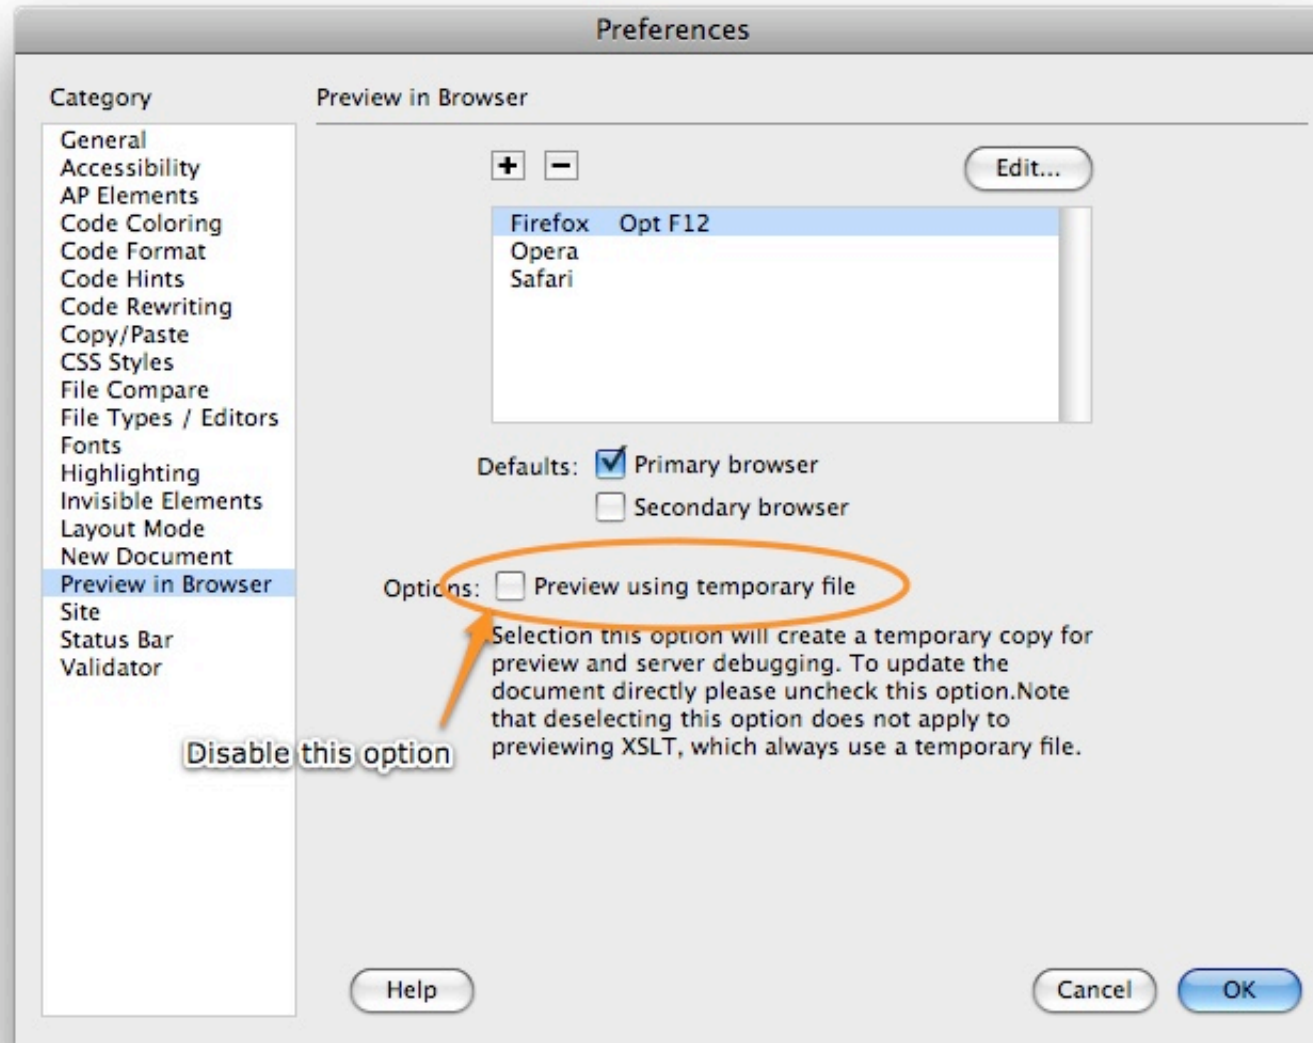 Preferences
Category
General
Accessibility
AP Elements
Code Coloring
Code Format
Code Hints
Code Rewriting
Copy/Paste
CSS Styles
File Compare
File Types / Editors
Fonts
Highlighting
Invisible Elements
Layout Mode
New Document
Preview in Browser
Site
Status Bar
Validator
Preview in Browser
Edit...
Firefox Opt F12
Opera
Safari
Defaults: Primary browser
Secondary browser
Options: Preview using temporary file
Selection this option will create a temporary copy for
preview and server debugging. To update the
document directly please uncheck this option.Note
that deselecting this option does not apply to
previewing XSLT, which always use a temporary file.
Disable this option
Help
Cancel
OK